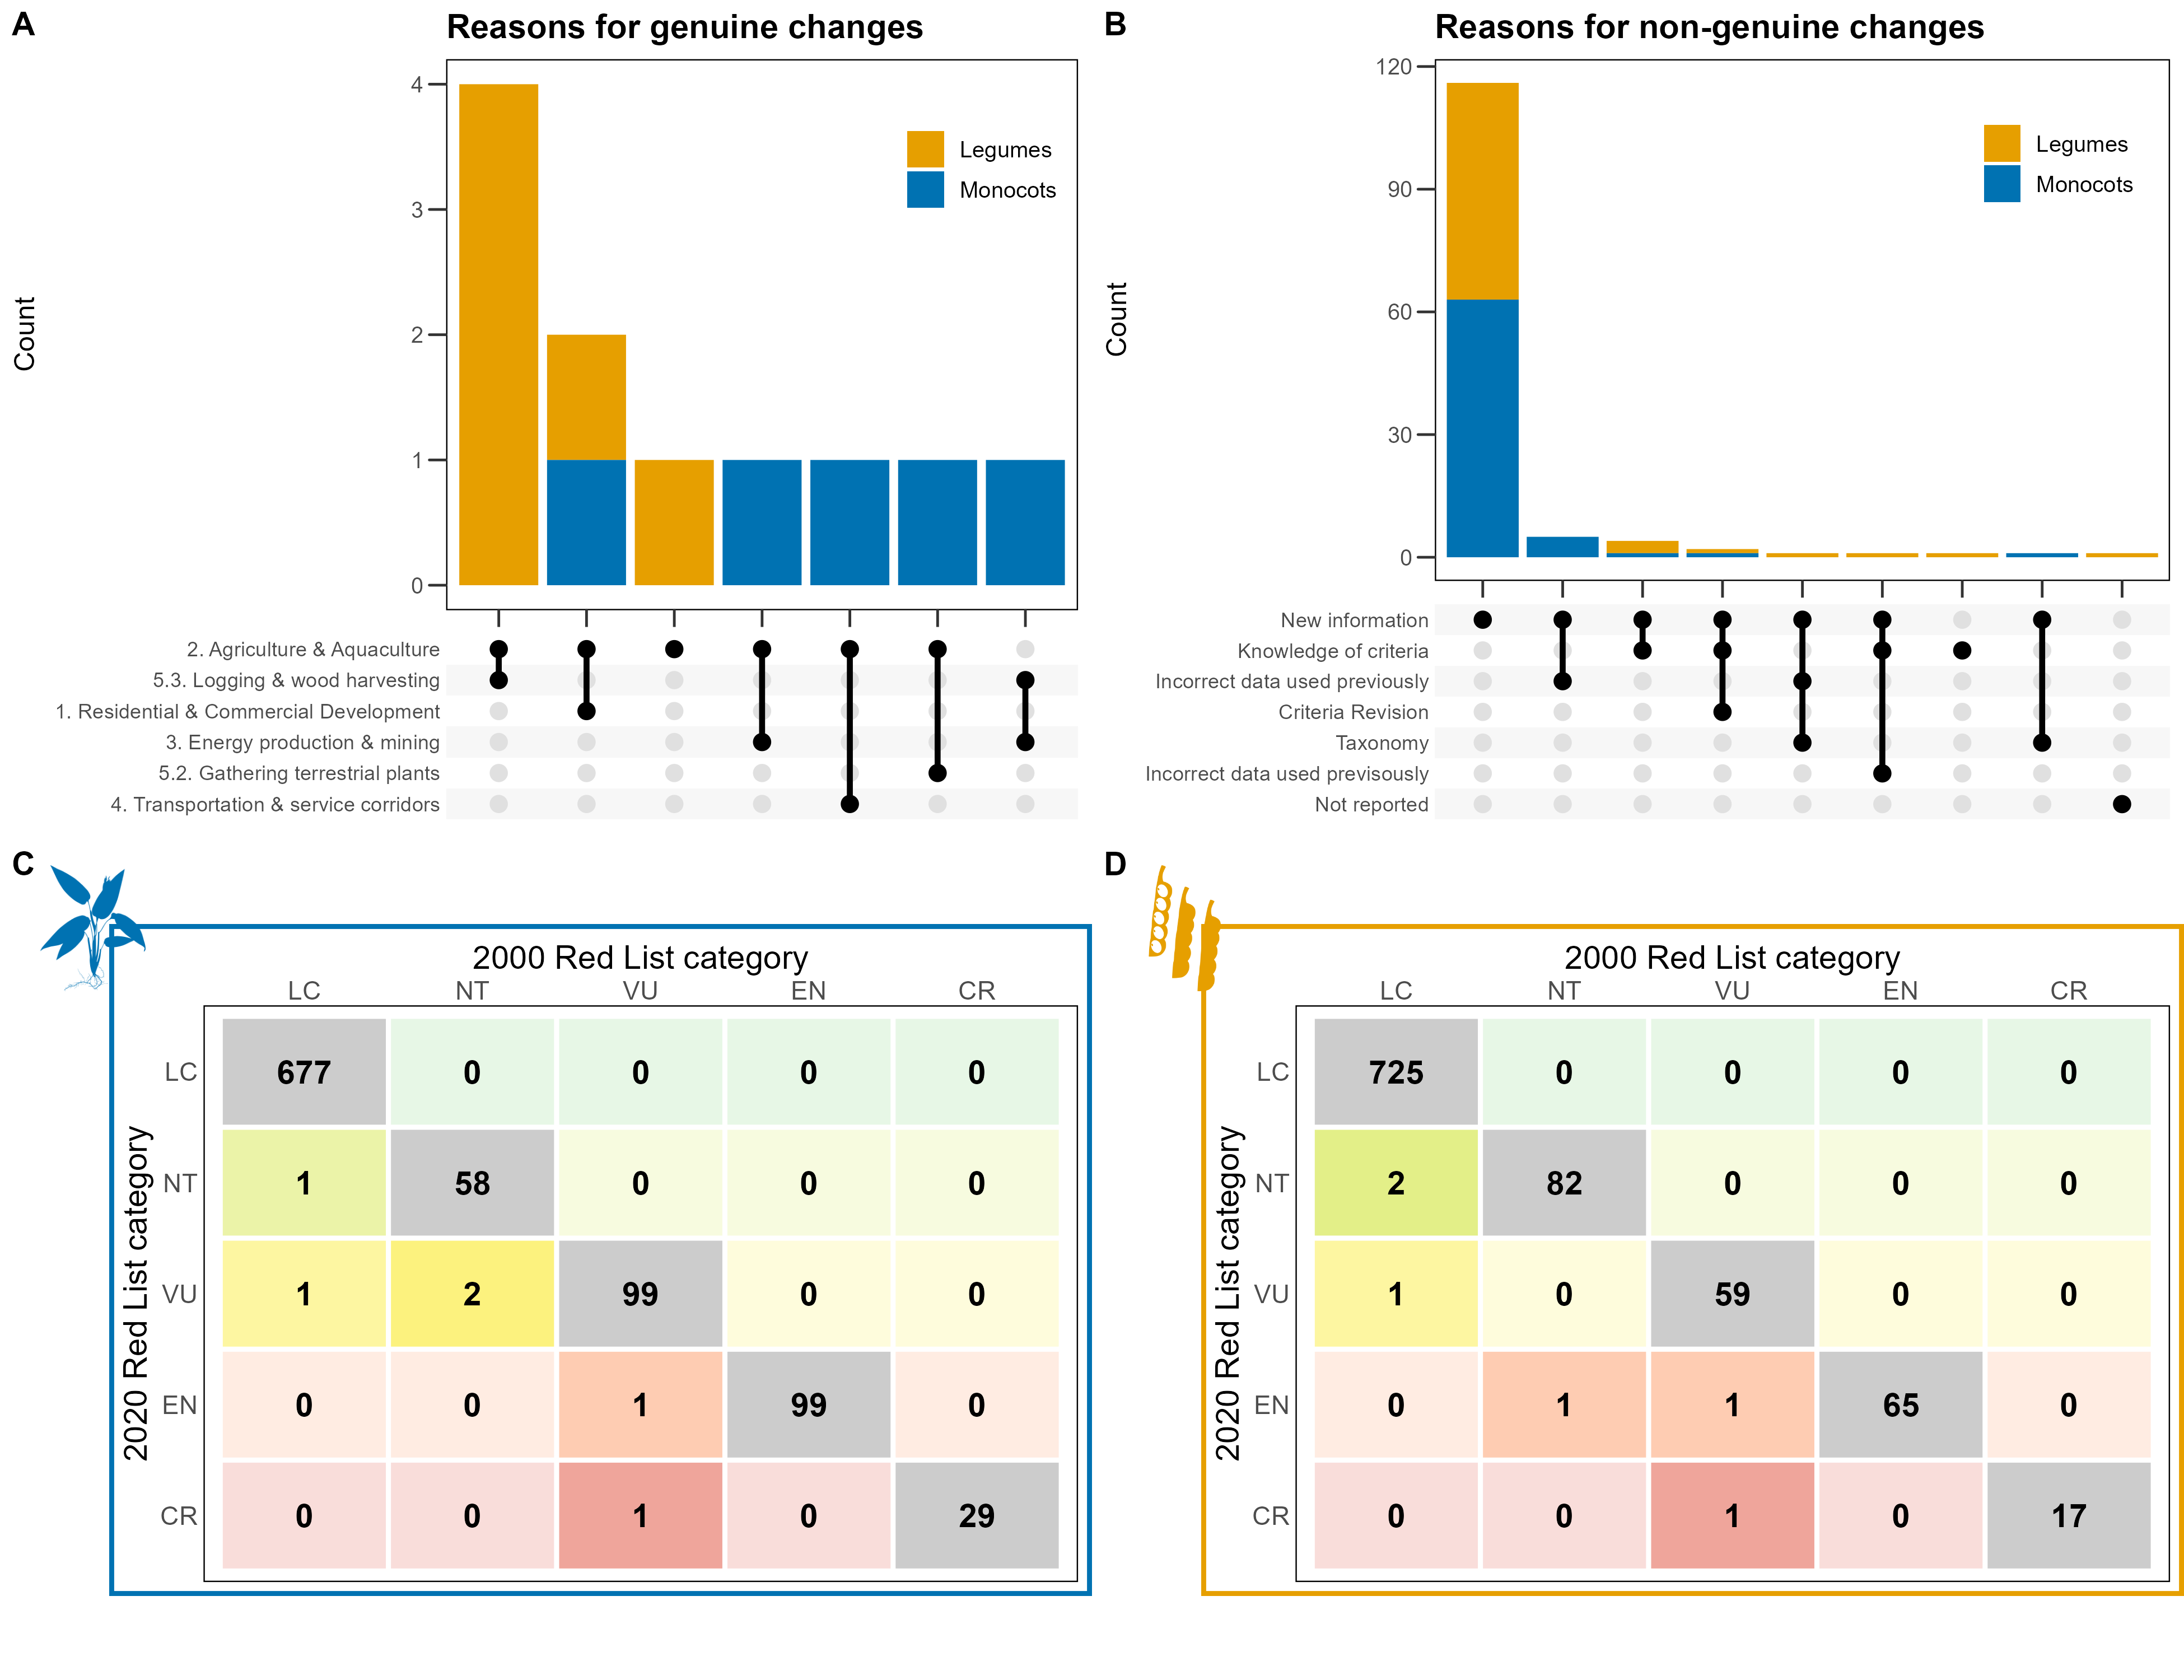 A
Reasons for genuine changes
Count
4
3
2
1
0
Legumes
Monocots
2. Agriculture & Aquaculture
5.3. Logging & wood harvesting
1. Residential & Commercial Development
3. Energy production & mining
5.2. Gathering terrestrial plants
4. Transportation & service corridors
B
Reasons for non-genuine changes
Count
120
90
60
30
0
Legumes
Monocots
New information
Knowledge of criteria
Incorrect data used previously
Criteria Revision
Taxonomy
Incorrect data used previsously
Not reported
C
2000 Red List category
LC NT VU EN CR
2020 Red List category
LC 677 0 0 0 0
NT 1 58 0 0 0
VU 1 2 99 0 0
EN 0 0 1 99 0
CR 0 0 1 0 29
D
2000 Red List category
LC NT VU EN CR
2020 Red List category
LC 725 0 0 0 0
NT 2 82 0 0 0
VU 1 0 59 0 0
EN 0 1 1 65 0
CR 0 0 1 0 17